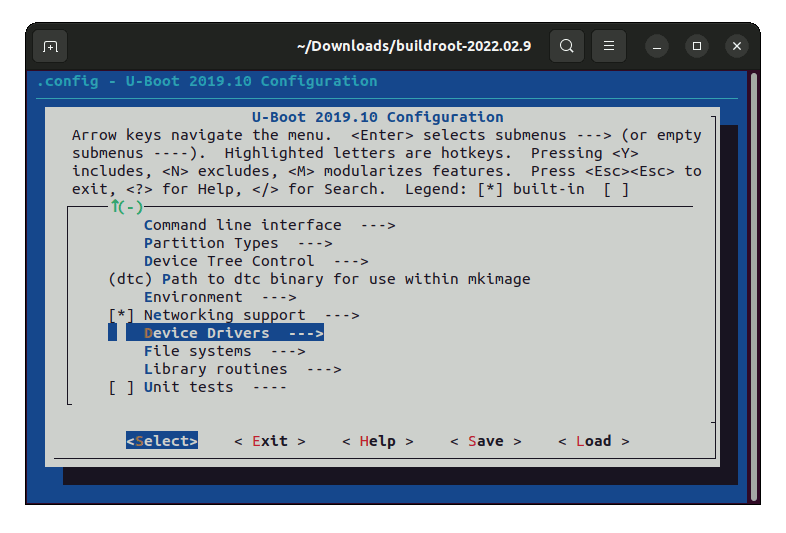 ~/Downloads/buildroot-2022.02.9
.config - U-Boot 2019.10 Configuration
U-Boot 2019.10 Configuration
Arrow keys navigate the menu.  <Enter> selects submenus ---> (or empty
submenus ----).  Highlighted letters are hotkeys.  Pressing <Y>
includes, <N> excludes, <M> modularizes features.  Press <Esc><Esc> to
exit, <?> for Help, </> for Search.  Legend: [*] built-in  [ ]
↑(-)
Command line interface  --->
Partition Types  --->
Device Tree Control  --->
(dtc) Path to dtc binary for use within mkimage
Environment  --->
[*] Networking support  --->
Device Drivers  --->
File systems  --->
Library routines  --->
[ ] Unit tests  ----
<Select>    < Exit >    < Help >    < Save >    < Load >